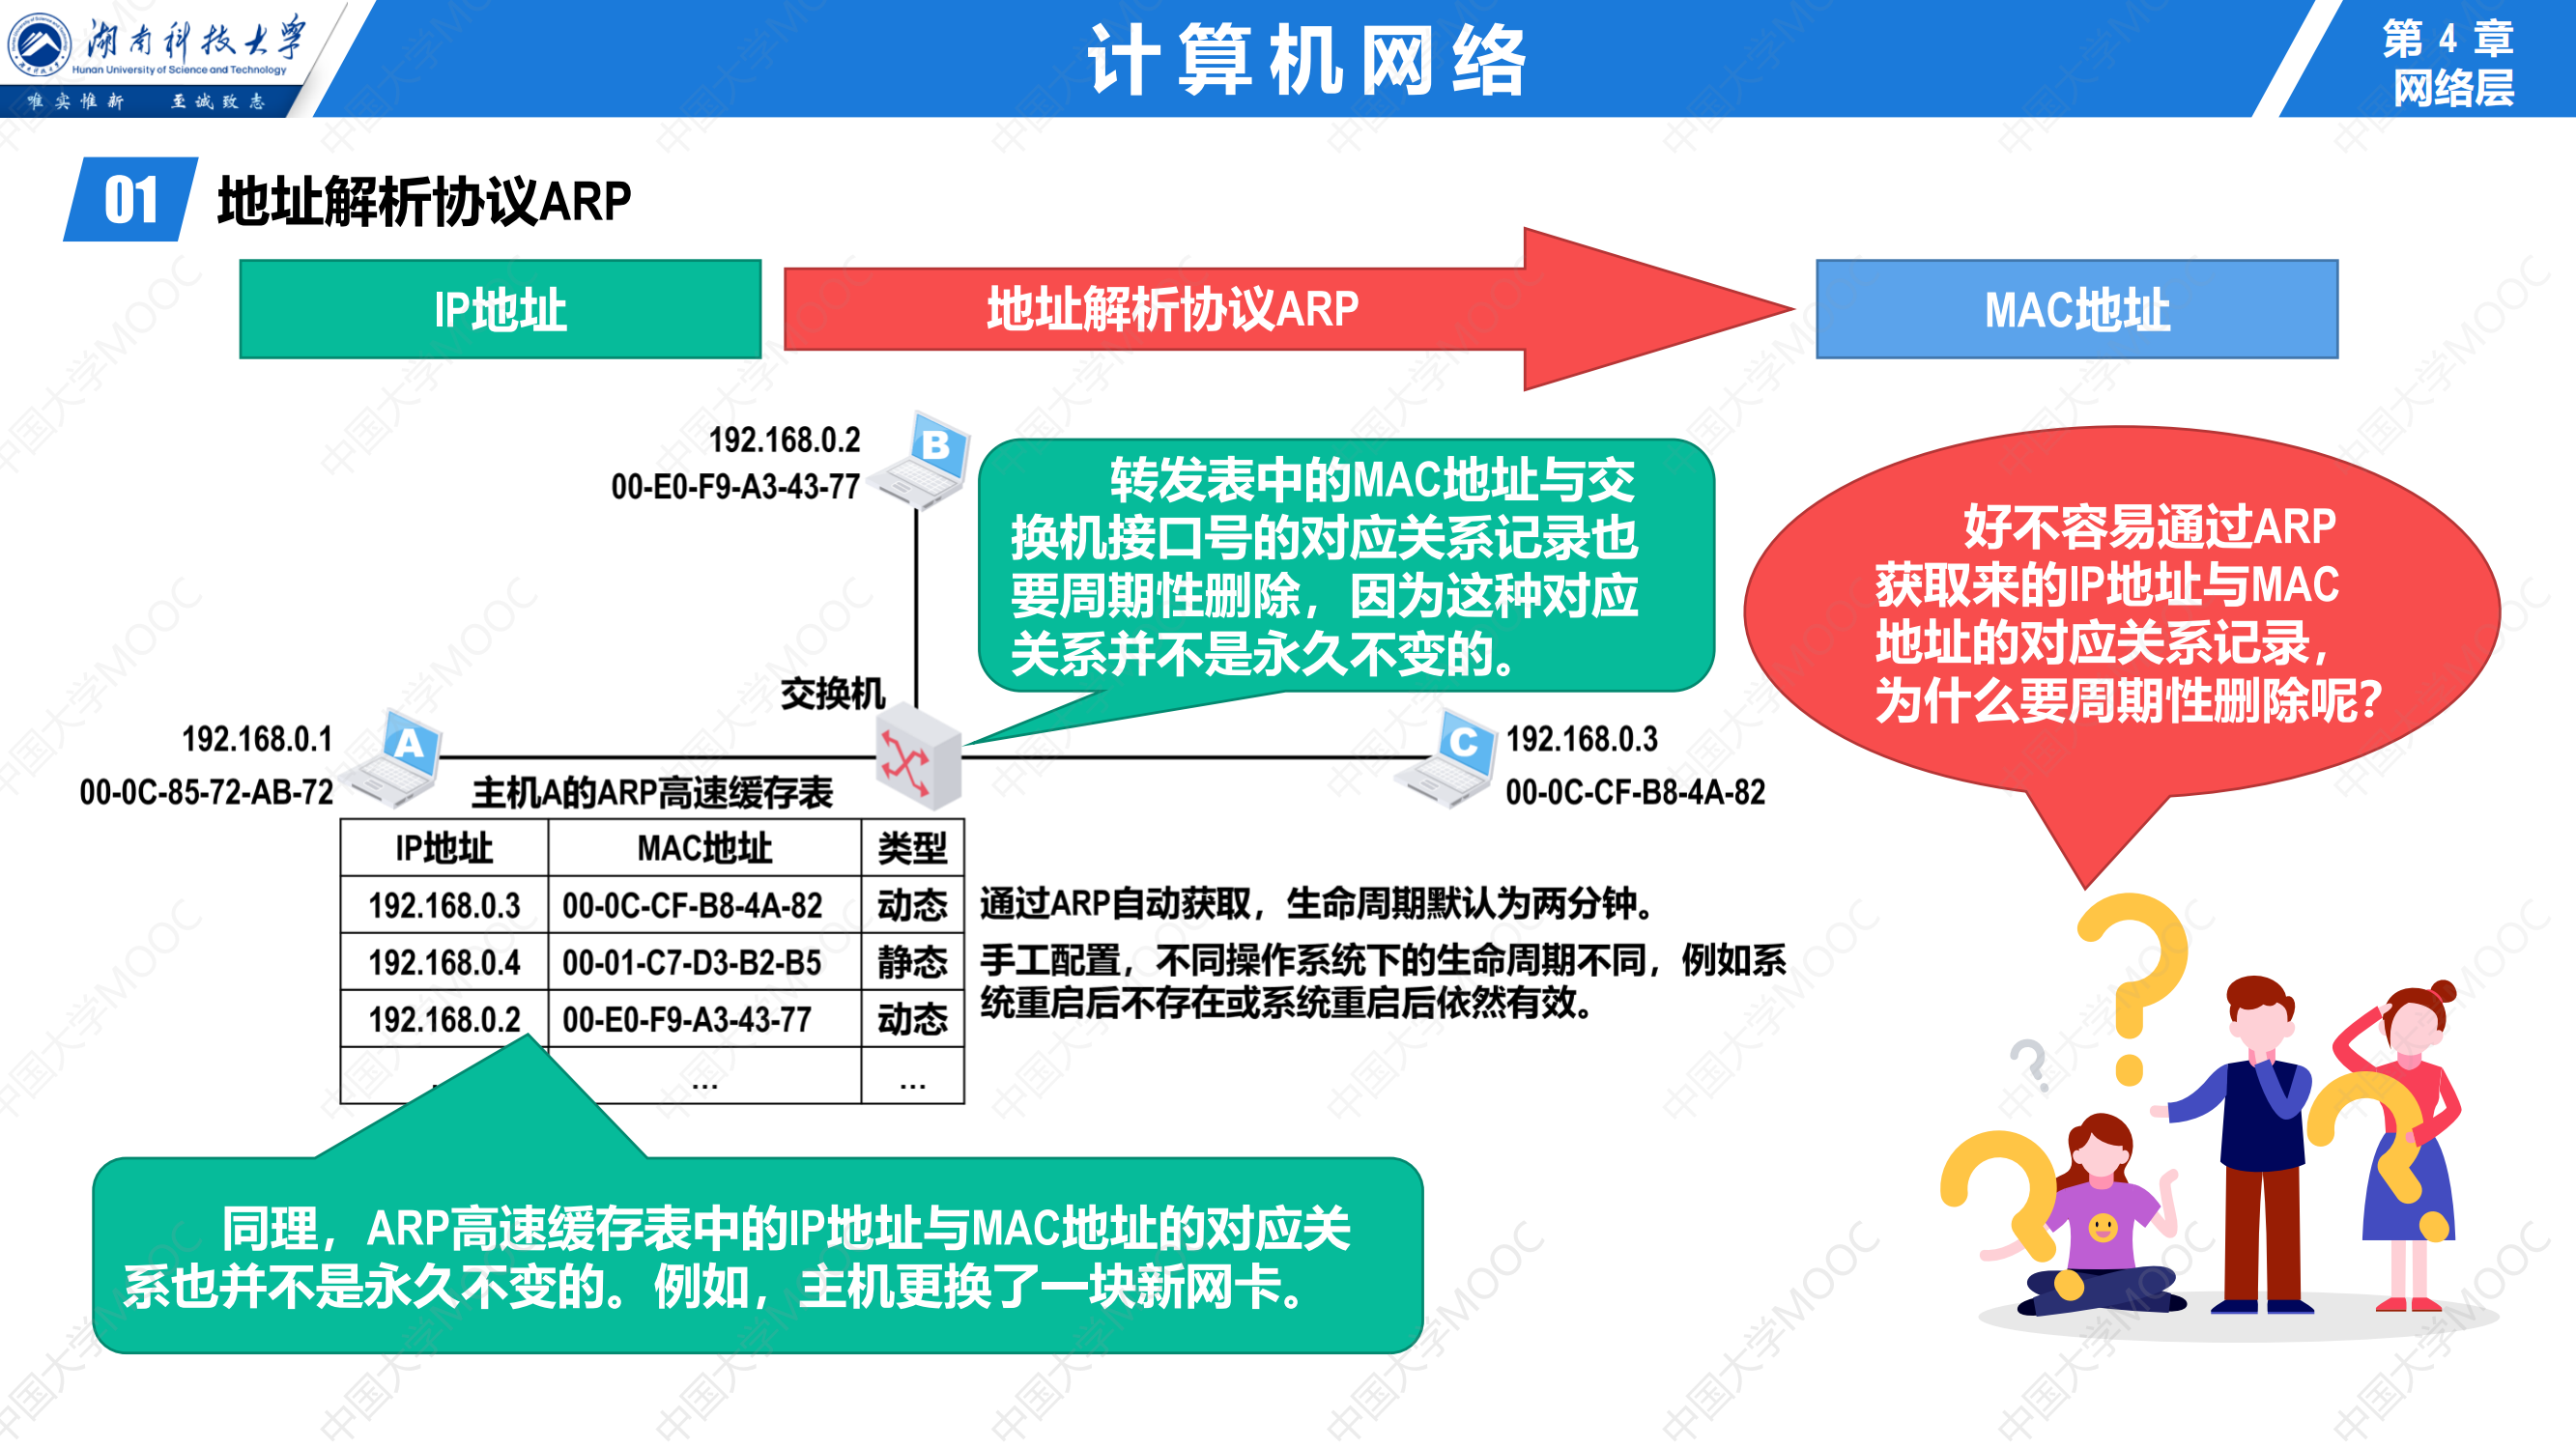 湖南科技大学
Hunan University of Science and Technology
唯实惟新 至诚致志
计算机网络
第 4 章
网络层
01
地址解析协议ARP
IP地址
地址解析协议ARP
MAC地址
192.168.0.2
00-E0-F9-A3-43-77
B
转发表中的MAC地址与交
换机接口号的对应关系记录也
要周期性删除，因为这种对应
关系并不是永久不变的。
好不容易通过ARP
获取来的IP地址与MAC
地址的对应关系记录，
为什么要周期性删除呢?
交换机
192.168.0.1
00-0C-85-72-AB-72
A
C
192.168.0.3
00-0C-CF-B8-4A-82
主机A的ARP高速缓存表
IP地址 MAC地址 类型
192.168.0.3 00-0C-CF-B8-4A-82 动态
192.168.0.4 00-01-C7-D3-B2-B5 静态
192.168.0.2 00-E0-F9-A3-43-77 动态
... ...
通过ARP自动获取，生命周期默认为两分钟。
手工配置，不同操作系统下的生命周期不同，例如系
统重启后不存在或系统重启后依然有效。
同理，ARP高速缓存表中的IP地址与MAC地址的对应关
系也并不是永久不变的。例如，主机更换了一块新网卡。
中国大学MOOC